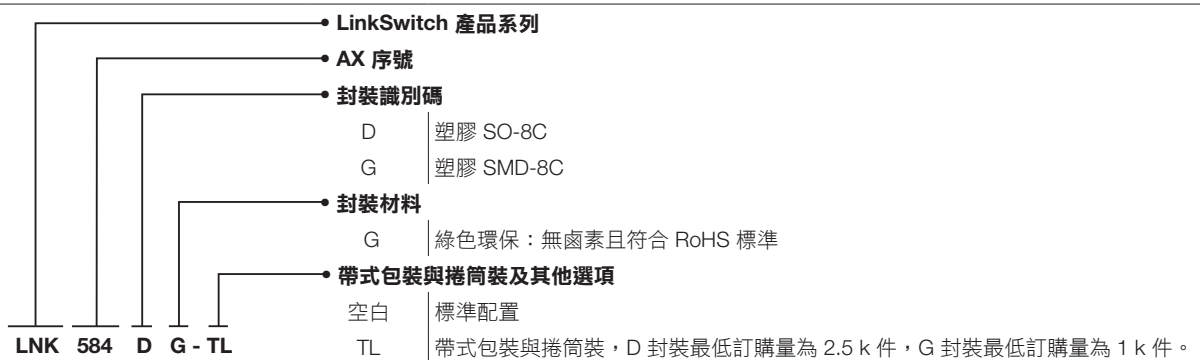 LinkSwitch 產品系列
AX 序號
封裝識別碼
D 塑膠 SO-8C
G 塑膠 SMD-8C
封裝材料
G 綠色環保：無鹵素且符合 RoHS 標準
帶式包裝與捲筒裝及其他選項
空白 標準配置
LNK 584 D G - TL TL 帶式包裝與捲筒裝，D 封裝最低訂購量為 2.5 k 件，G 封裝最低訂購量為 1 k 件。